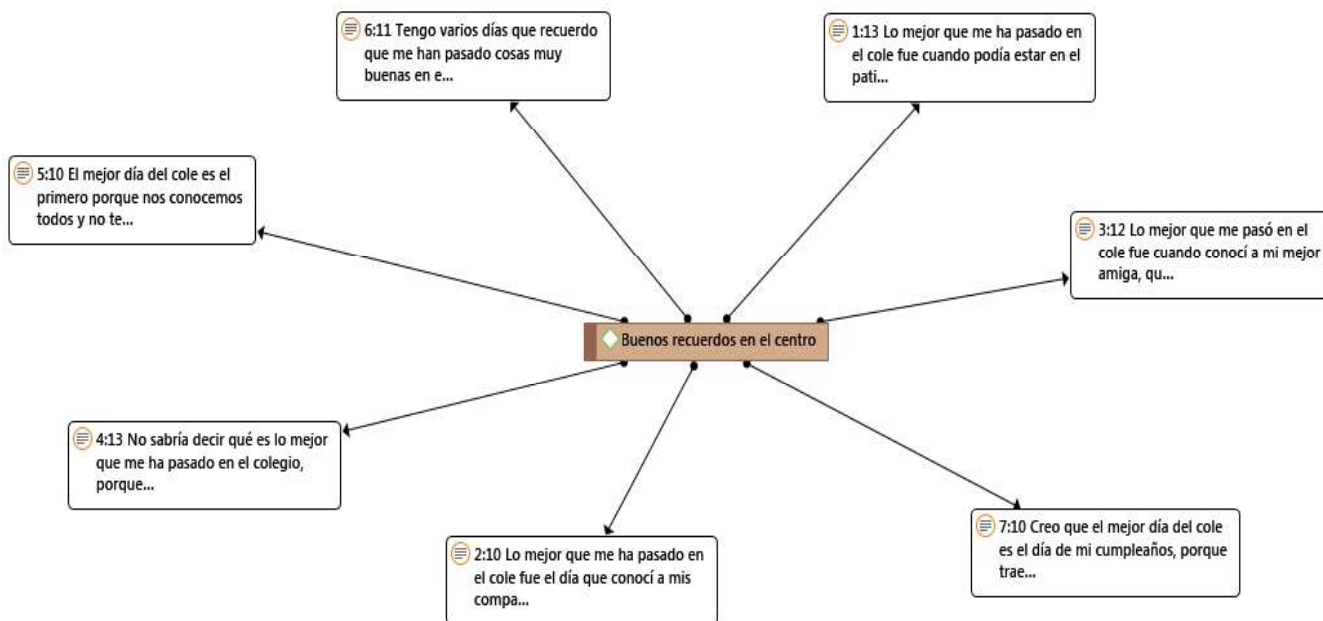 6:11 Tengo varios días que recuerdo
que me han pasado cosas muy
buenas en e...
1:13 Lo mejor que me ha pasado en
el cole fue cuando podía estar en el
pati...
5:10 El mejor día del cole es el
primero porque nos conocemos
todos y no te...
3:12 Lo mejor que me pasó en el
cole fue cuando conocí a mi mejor
amiga, qu...
Buenos recuerdos en el centro
4:13 No sabría decir qué es lo mejor
que me ha pasado en el colegio,
porque...
2:10 Lo mejor que me ha pasado en
el cole fue el día que conocí a mis
compa...
7:10 Creo que el mejor día del cole
es el día de mi cumpleaños, porque
trae...